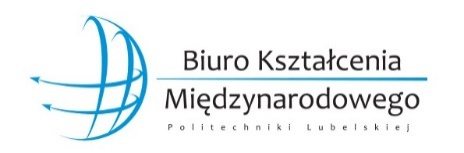 Biuro Kształcenia
Międzynarodowego
Politechniki Lubelskiej